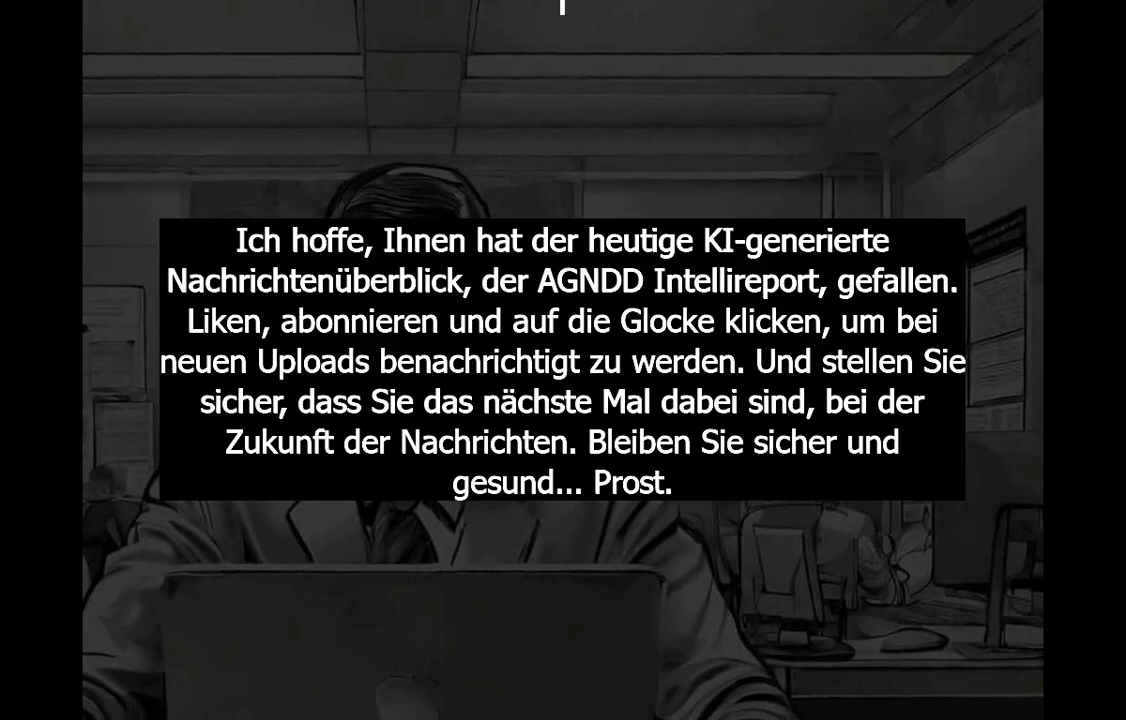 Ich hoffe, Ihnen hat der heutige KI-generierte
Nachrichtenüberblick, der AGNDD Intellireport, gefallen.
Liken, abonnieren und auf die Glocke klicken, um bei
neuen Uploads benachrichtigt zu werden. Und stellen Sie
sicher, dass Sie das nächste Mal dabei sind, bei der
Zukunft der Nachrichten. Bleiben Sie sicher und
gesund... Prost.